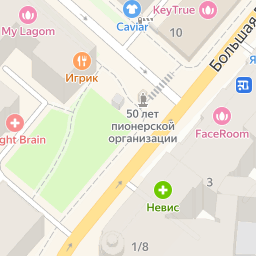 KeyTrue
My Lagom
Caviar
10
Большая
Игрик
50 лет
пионерской
организации
FaceRoom
ght Brain
3
Невис
1/8